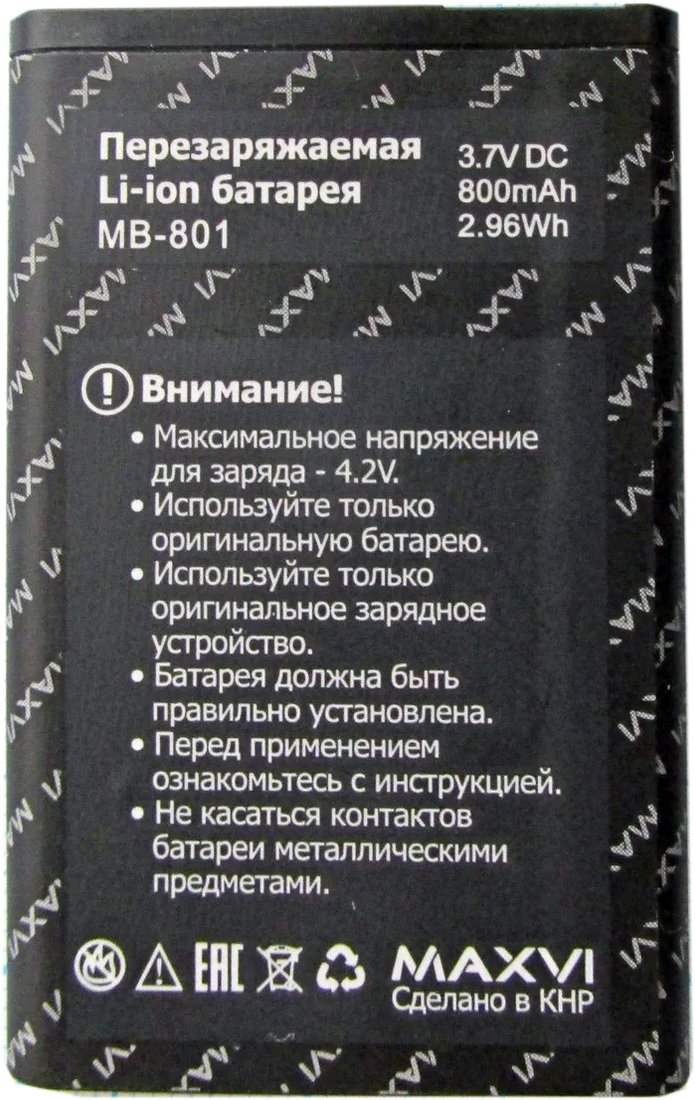 Перезаряжаемая
Li-ion батарея
MB-801
3.7V DC
800mAh
2.96Wh
Внимание!
• Максимальное напряжение
для заряда - 4.2V.
• Используйте только
оригинальную батарею.
• Используйте только
оригинальное зарядное
устройство.
• Батарея должна быть
правильно установлена.
• Перед применением
ознакомьтесь с инструкцией.
• Не касаться контактов
батареи металлическими
предметами.
EAC
MAXVI
Сделано в КНР